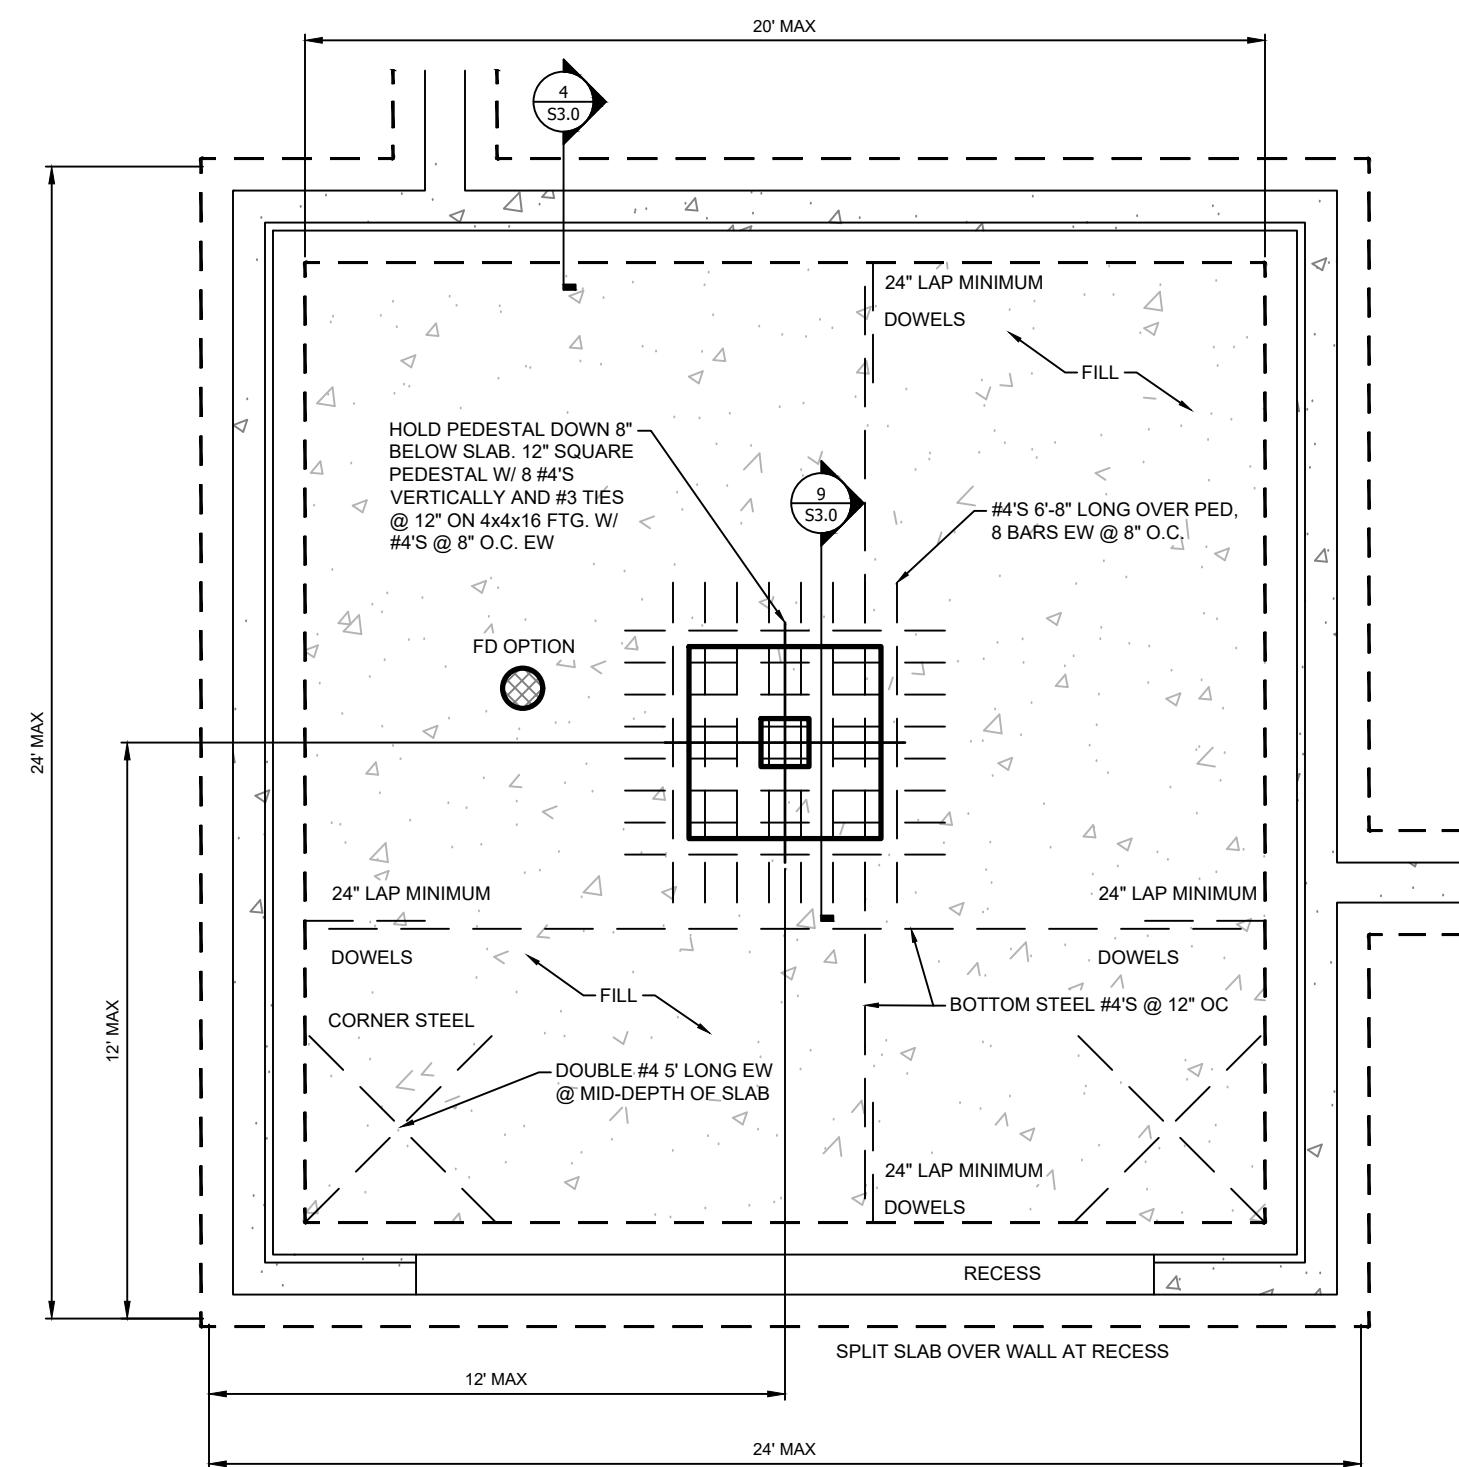 20' MAX
4
S3.0
24" LAP MINIMUM
DOWELS
FILL
HOLD PEDESTAL DOWN 8"
BELOW SLAB. 12" SQUARE
PEDESTAL W/ 8 #4'S
VERTICALLY AND #3 TIES
@ 12" ON 4x4x16 FTG. W/
#4'S @ 8" O.C. EW
9
S3.0
#4'S 6'-8" LONG OVER PED,
8 BARS EW @ 8" O.C.
FD OPTION
24' MAX
24" LAP MINIMUM
24" LAP MINIMUM
DOWELS
DOWELS
FILL
BOTTOM STEEL #4'S @ 12" OC
CORNER STEEL
12' MAX
DOUBLE #4 5' LONG EW
@ MID-DEPTH OF SLAB
24" LAP MINIMUM
DOWELS
RECESS
SPLIT SLAB OVER WALL AT RECESS
12' MAX
24' MAX